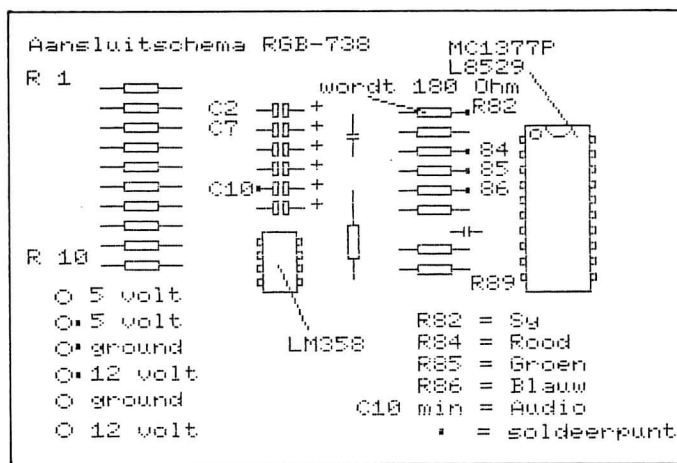 Aansluitschema RGB-738
MC1377P
L8529
R 1
wordt 180 Ohm
C2 +
R82
C7 +
+
84
+
85
C10 +
86
+
R 10
R89
5 volt
5 volt
ground
12 volt
ground
12 volt
LM358
R82 = Sy
R84 = Rood
R85 = Groen
R86 = Blauw
C10 min = Audio
. = soldeerpunt